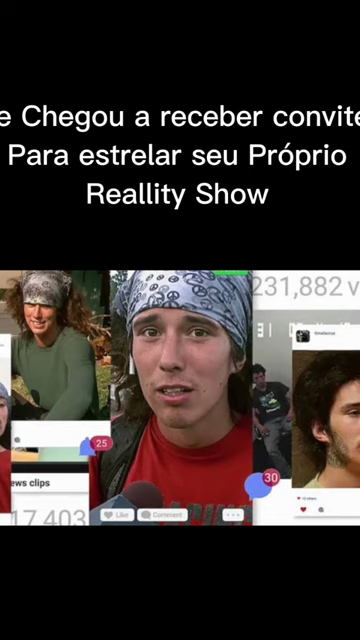 e Chegou a receber convite
Para estrelar seu Próprio
Reallity Show
231,882 v
25
30
ews clips
17,403
Like
Comment